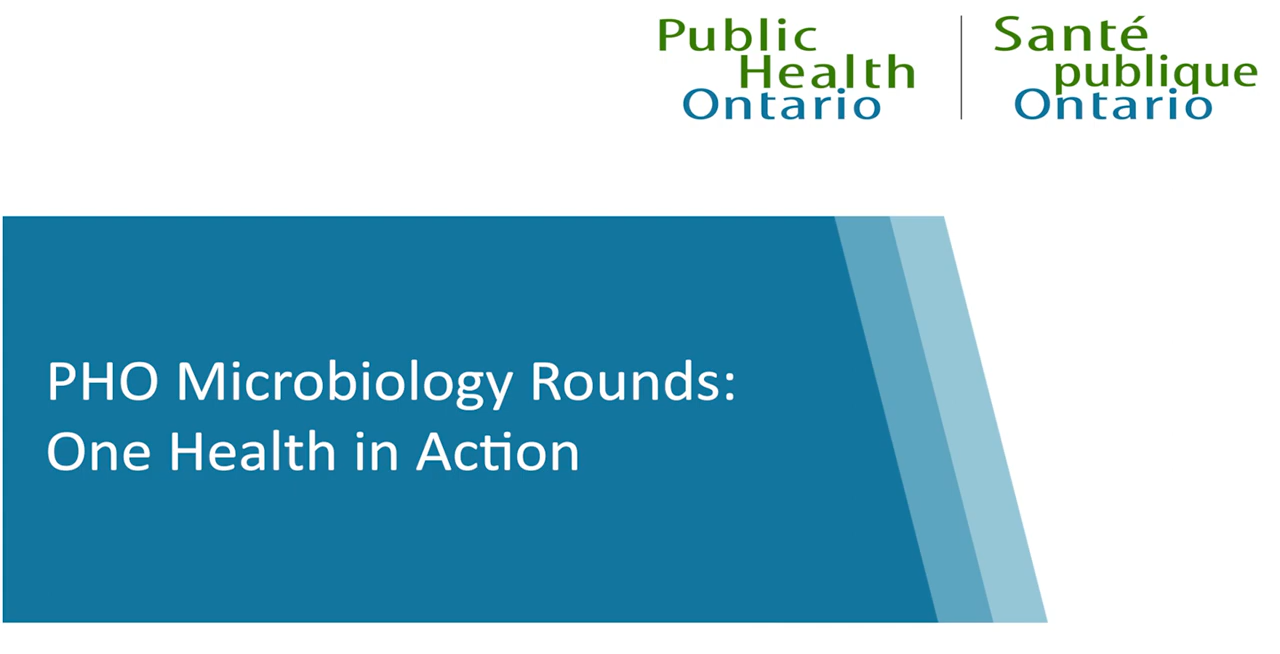 Public
Health
Ontario
Santé
publique
Ontario
PHO Microbiology Rounds:
One Health in Action